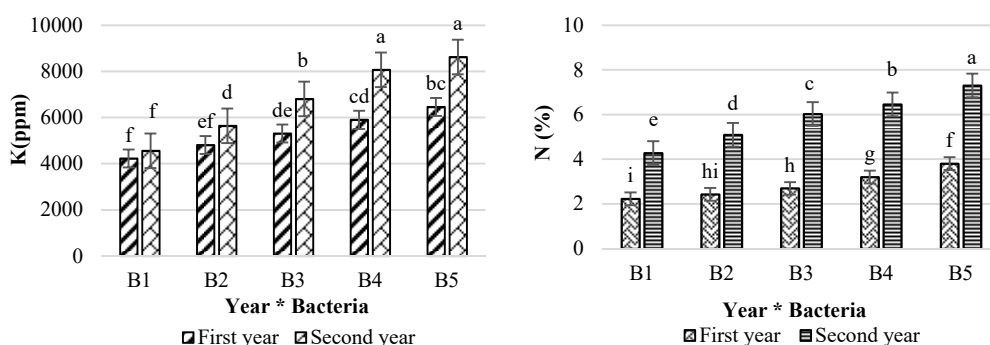 K(ppm)
10000
8000
6000
4000
2000
0
f
f
ef
d
de
b
cd
a
bc
a
B1 B2 B3 B4 B5
Year * Bacteria
First year Second year
N (%)
10
8
6
4
2
0
i
e
hi
d
h
c
g
b
f
a
B1 B2 B3 B4 B5
Year * Bacteria
First year Second year